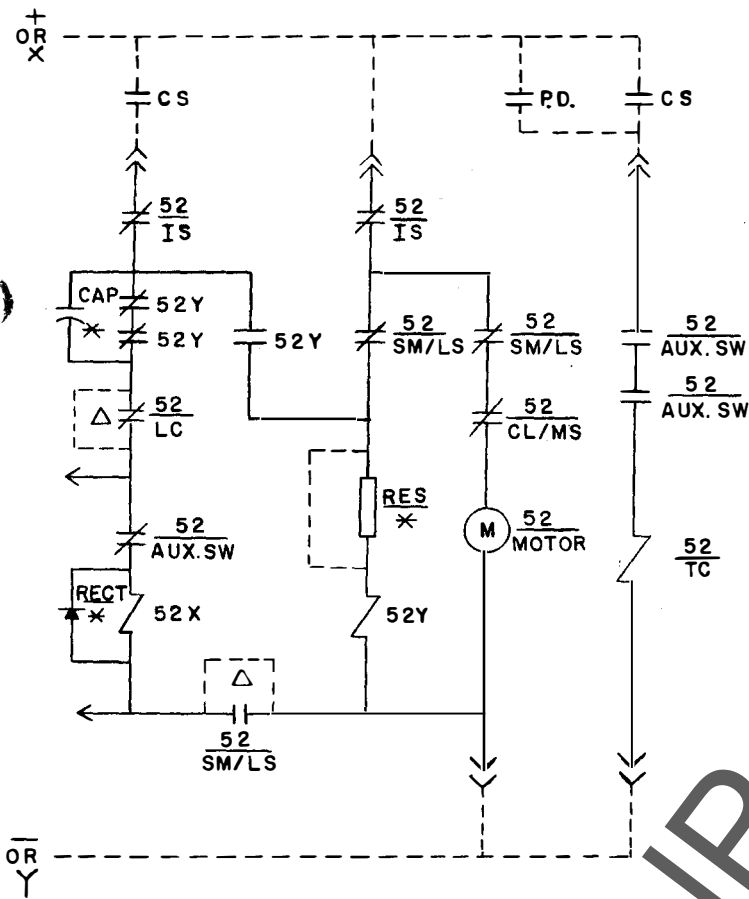 +
OR
X
CS
P.D.
CS
52
IS
52
IS
CAP
*
52Y
52Y
52Y
52
SM/LS
52
SM/LS
52
AUX. SW
52
AUX. SW
Δ
52
LC
52
CL/MS
RES
*
M
52
MOTOR
52
AUX. SW
52
TC
RECT
*
52X
52Y
Δ
52
SM/LS
—
OR
Y